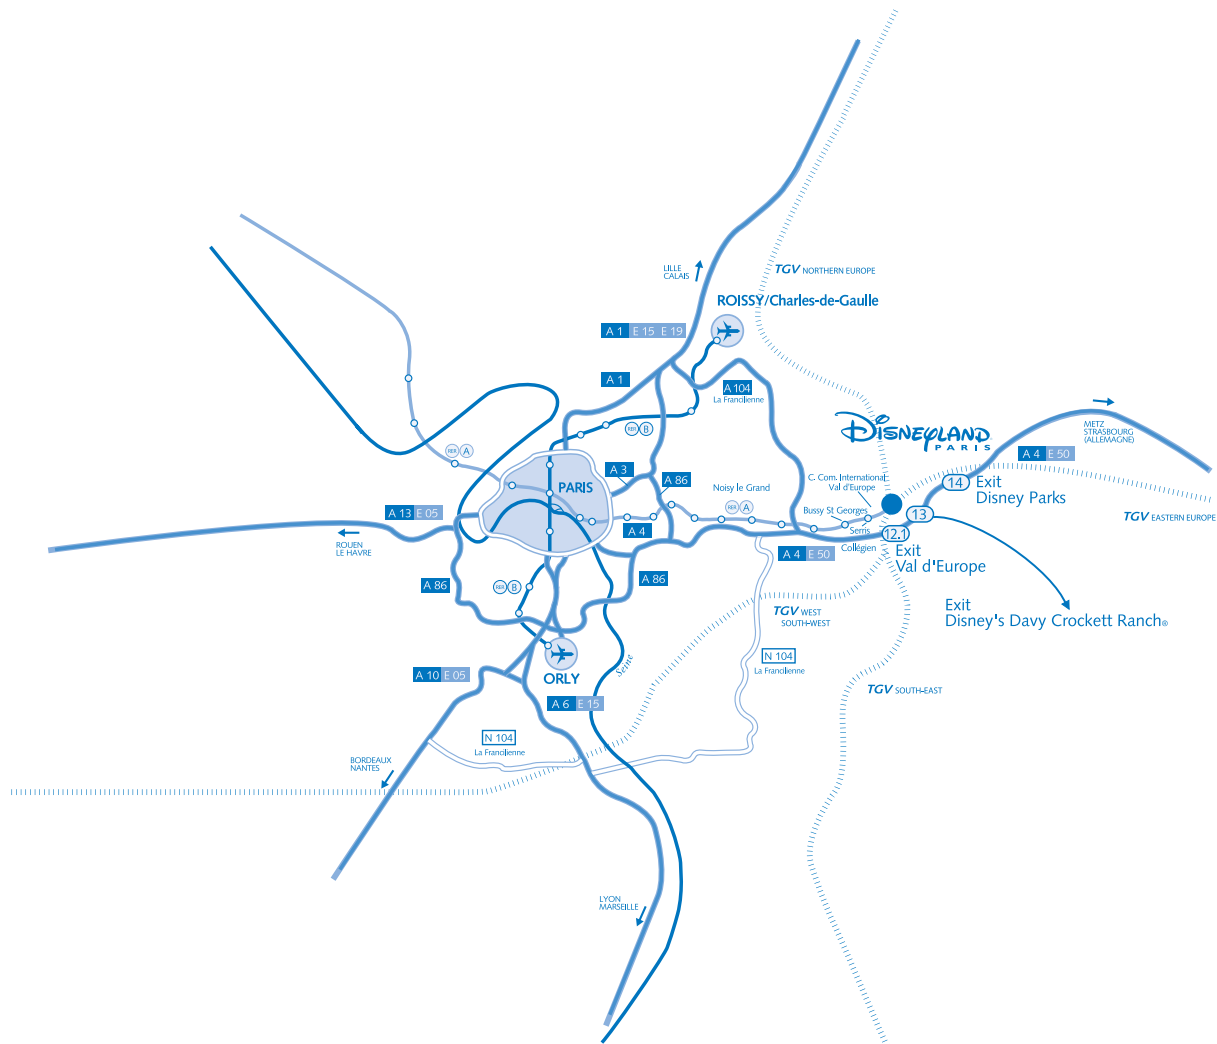 LILLE
CALAIS
TGV NORTHERN EUROPE
ROISSY/Charles-de-Gaulle
A 1 E 15 E 19
A 1
A 104
La Francilienne
RER B
DISNEYLAND
PARIS
METZ
STRASBOURG
(ALLEMAGNE)
A 4 E 50
RER A
A 3
A 86
PARIS
Noisy le Grand
C. Com. International
Val d'Europe
14
Exit
Disney Parks
A 13 E 05
A 4
RER A
Bussy St Georges
Serris
13
TGV EASTERN EUROPE
ROUEN
LE HAVRE
A 4 E 50
Collégien
12.1
Exit
Val d'Europe
A 86
RER B
A 86
TGV WEST
SOUTH-WEST
Exit
Disney's Davy Crockett Ranch®
N 104
La Francilienne
Seine
ORLY
A 10 E 05
A 6 E 15
TGV SOUTH-EAST
N 104
La Francilienne
BORDEAUX
NANTES
LYON
MARSEILLE